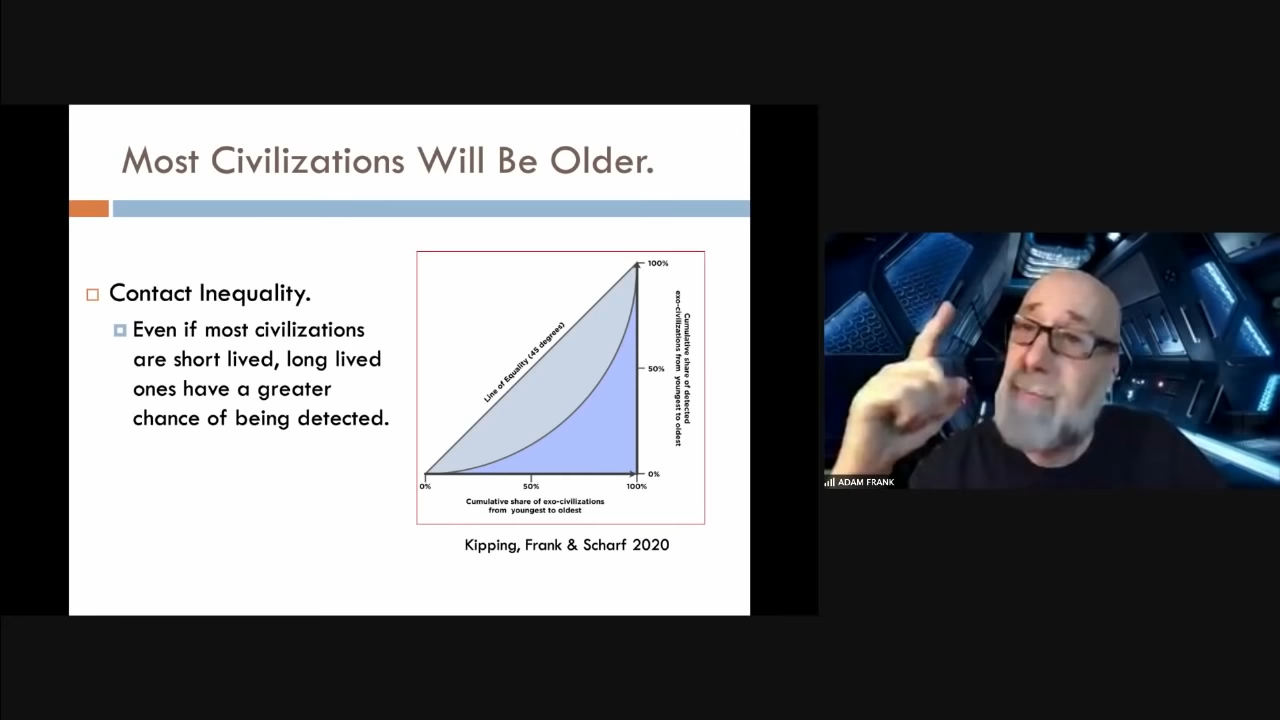 Most Civilizations Will Be Older.
Contact Inequality.
Even if most civilizations
are short lived, long lived
ones have a greater
chance of being detected.
Line of Equality (45 degrees)
100%
50%
0%
Cumulative share of detected
exo-civilizations from youngest to oldest
0%
50%
100%
Cumulative share of exo-civilizations
from youngest to oldest
Kipping, Frank & Scharf 2020
ADAM FRANK